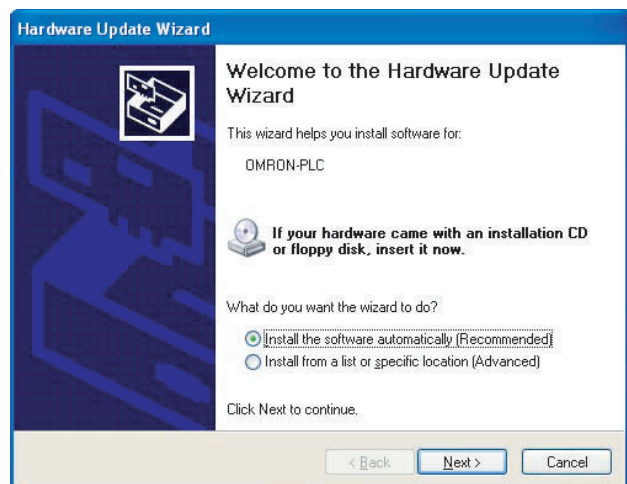 Hardware Update Wizard
Welcome to the Hardware Update
Wizard
This wizard helps you install software for:
OMRON-PLC
If your hardware came with an installation CD
or floppy disk, insert it now.
What do you want the wizard to do?
Install the software automatically (Recommended)
Install from a list or specific location (Advanced)
Click Next to continue.
< Back Next > Cancel